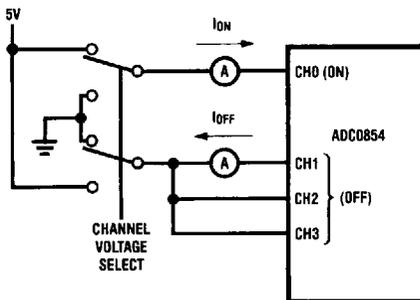 5V
ION
A
CH0 (ON)
IOFF
ADC0854
A
CH1
CH2
(OFF)
CH3
CHANNEL
VOLTAGE
SELECT